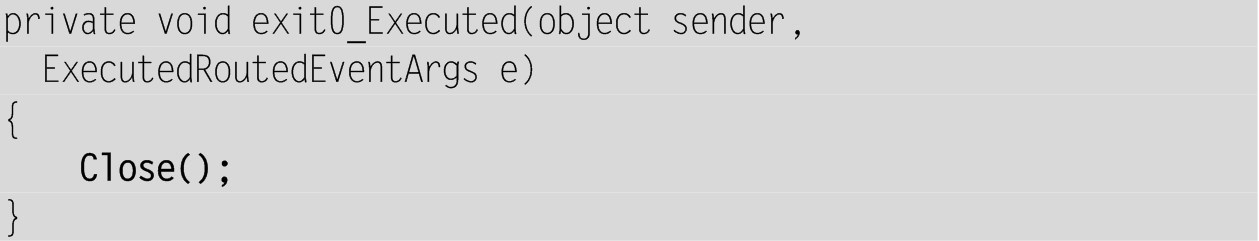 private void exit0_Executed(object sender,
  ExecutedRoutedEventArgs e)
{
    Close();
}